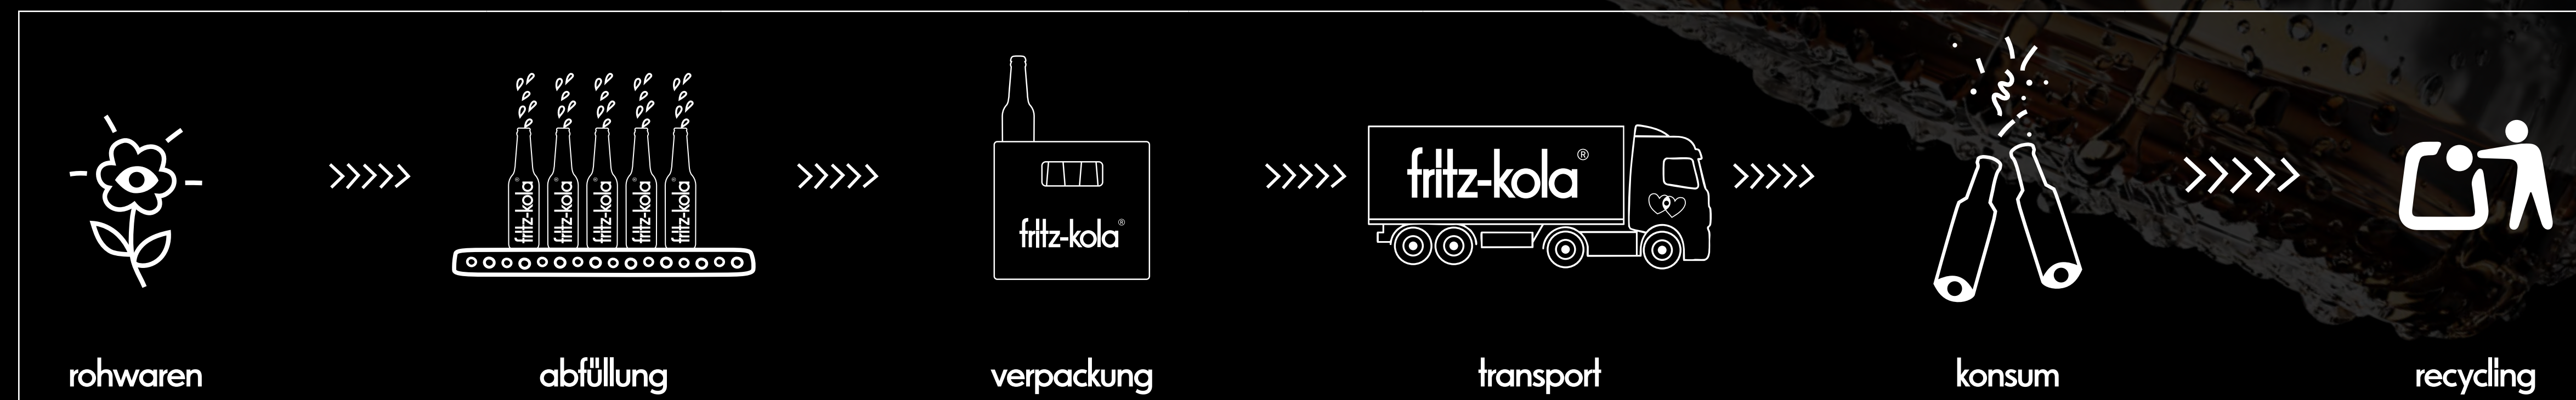 fritz-kola®
fritz-kola®
fritz-kola®
fritz-kola®
fritz-kola®
fritz-kola®
fritz-kola®
rohwaren
abfüllung
verpackung
transport
konsum
recycling